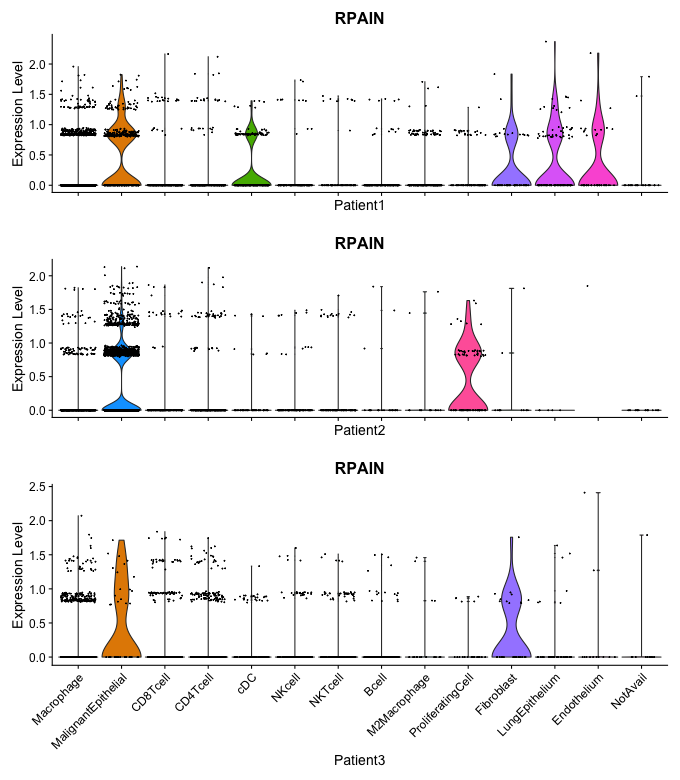 RPAIN
Expression Level
2.0
1.5
1.0
0.5
0.0
Patient1
RPAIN
Expression Level
2.0
1.5
1.0
0.5
0.0
Patient2
RPAIN
Expression Level
2.5
2.0
1.5
1.0
0.5
0.0
Macrophage
MalignantEpithelial
CD8Tcell
CD4Tcell
cDC
NKcell
NKTcell
Bcell
M2Macrophage
ProliferatingCell
Fibroblast
LungEpithelium
Endothelium
NotAvail
Patient3